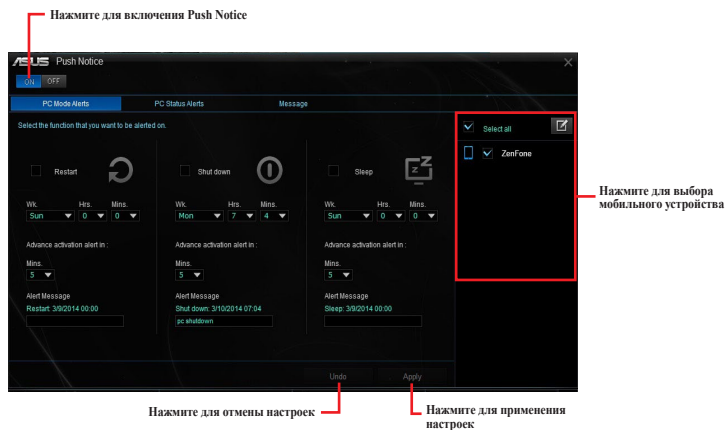 Нажмите для включения Push Notice
ASUS Push Notice
ON OFF
PC Mode Alerts PC Status Alerts Message
Select the function that you want to be alerted on.
Select all
ZenFone
Restart Shut down Sleep
Wk. Hrs. Mins. Wk. Hrs. Mins. Wk. Hrs. Mins.
Sun 0 0 Mon 7 4 Sun 0 0
Advance activation alert in : Advance activation alert in : Advance activation alert in :
Mins. Mins. Mins.
5 5 5
Alert Message Alert Message Alert Message
Restart: 3/9/2014 00:00 Shut down: 3/10/2014 07:04 Sleep: 3/9/2014 00:00
pc shutdown
Undo Apply
Нажмите для выбора
мобильного устройства
Нажмите для отмены настроек
Нажмите для применения
настроек